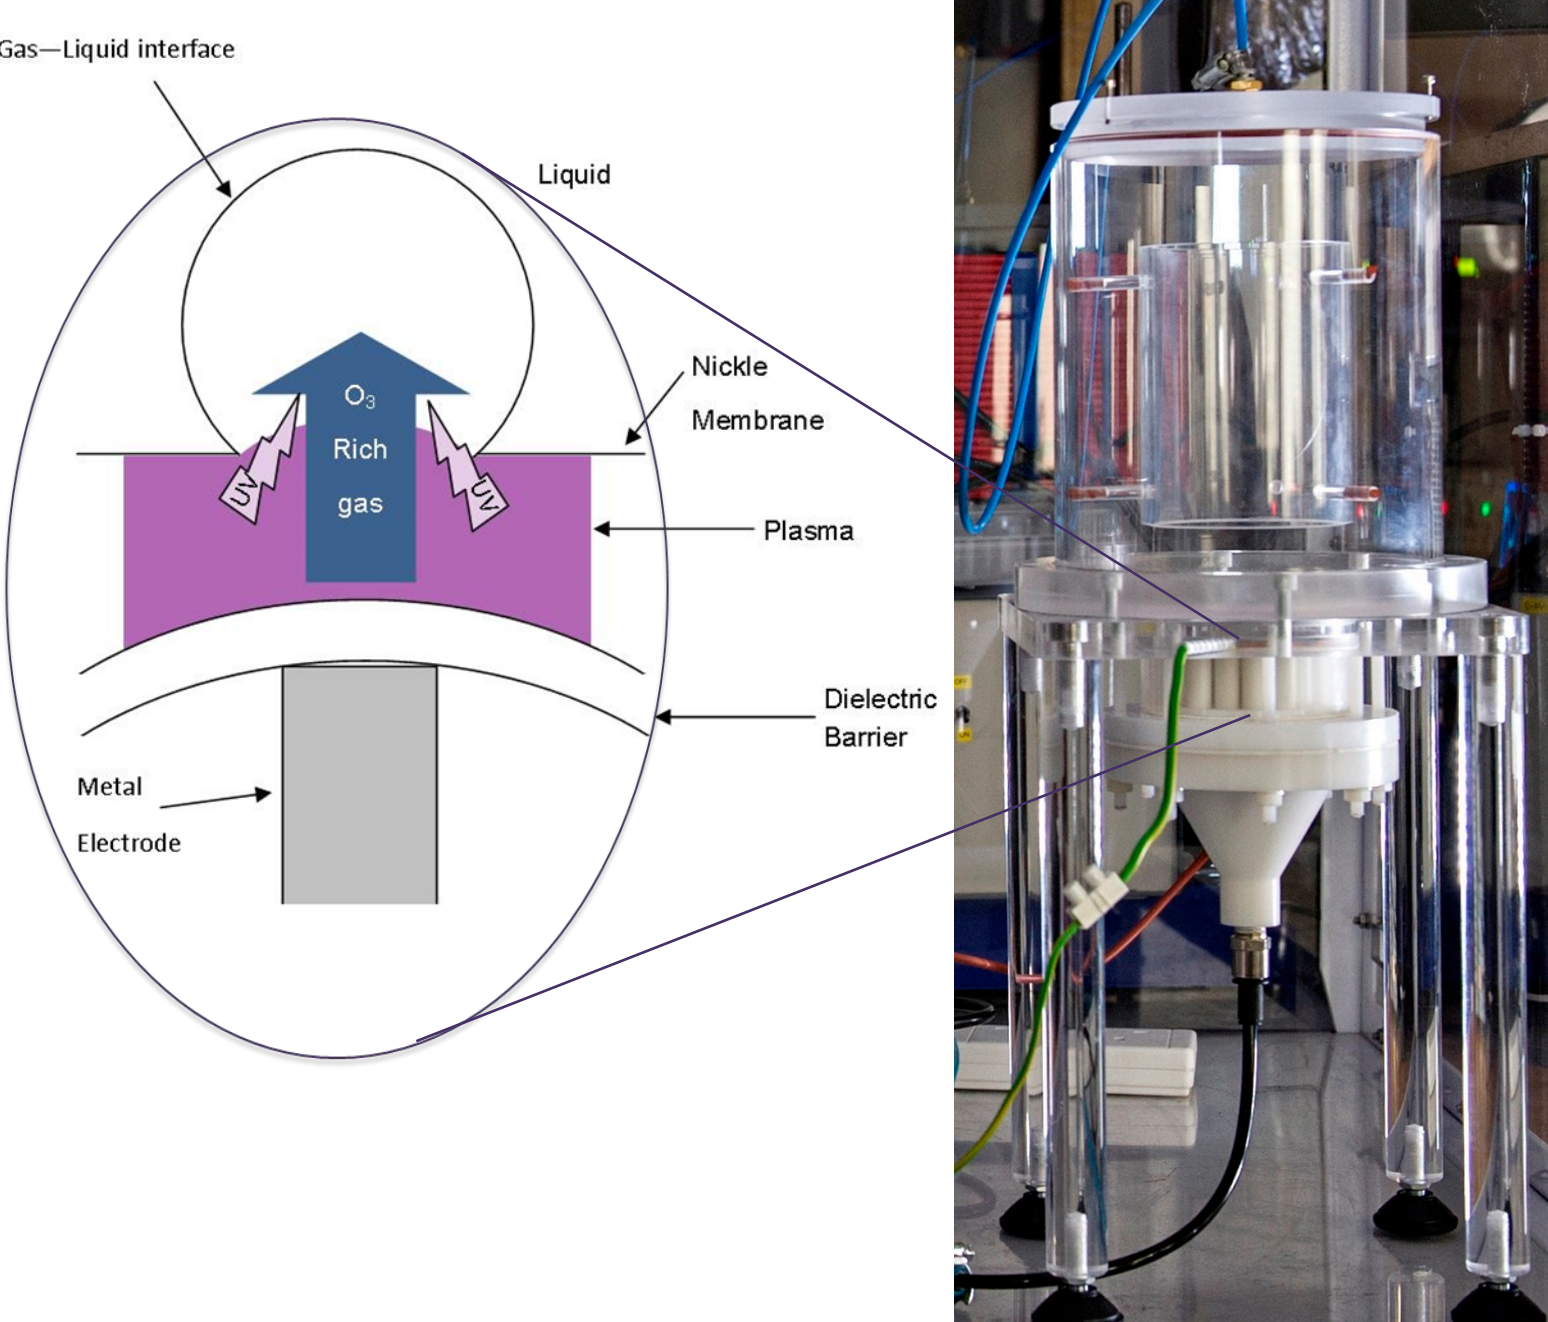 Gas—Liquid interface
Liquid
Nickle
Membrane
O₃
Rich
gas
UV
UV
Plasma
Dielectric
Barrier
Metal
Electrode